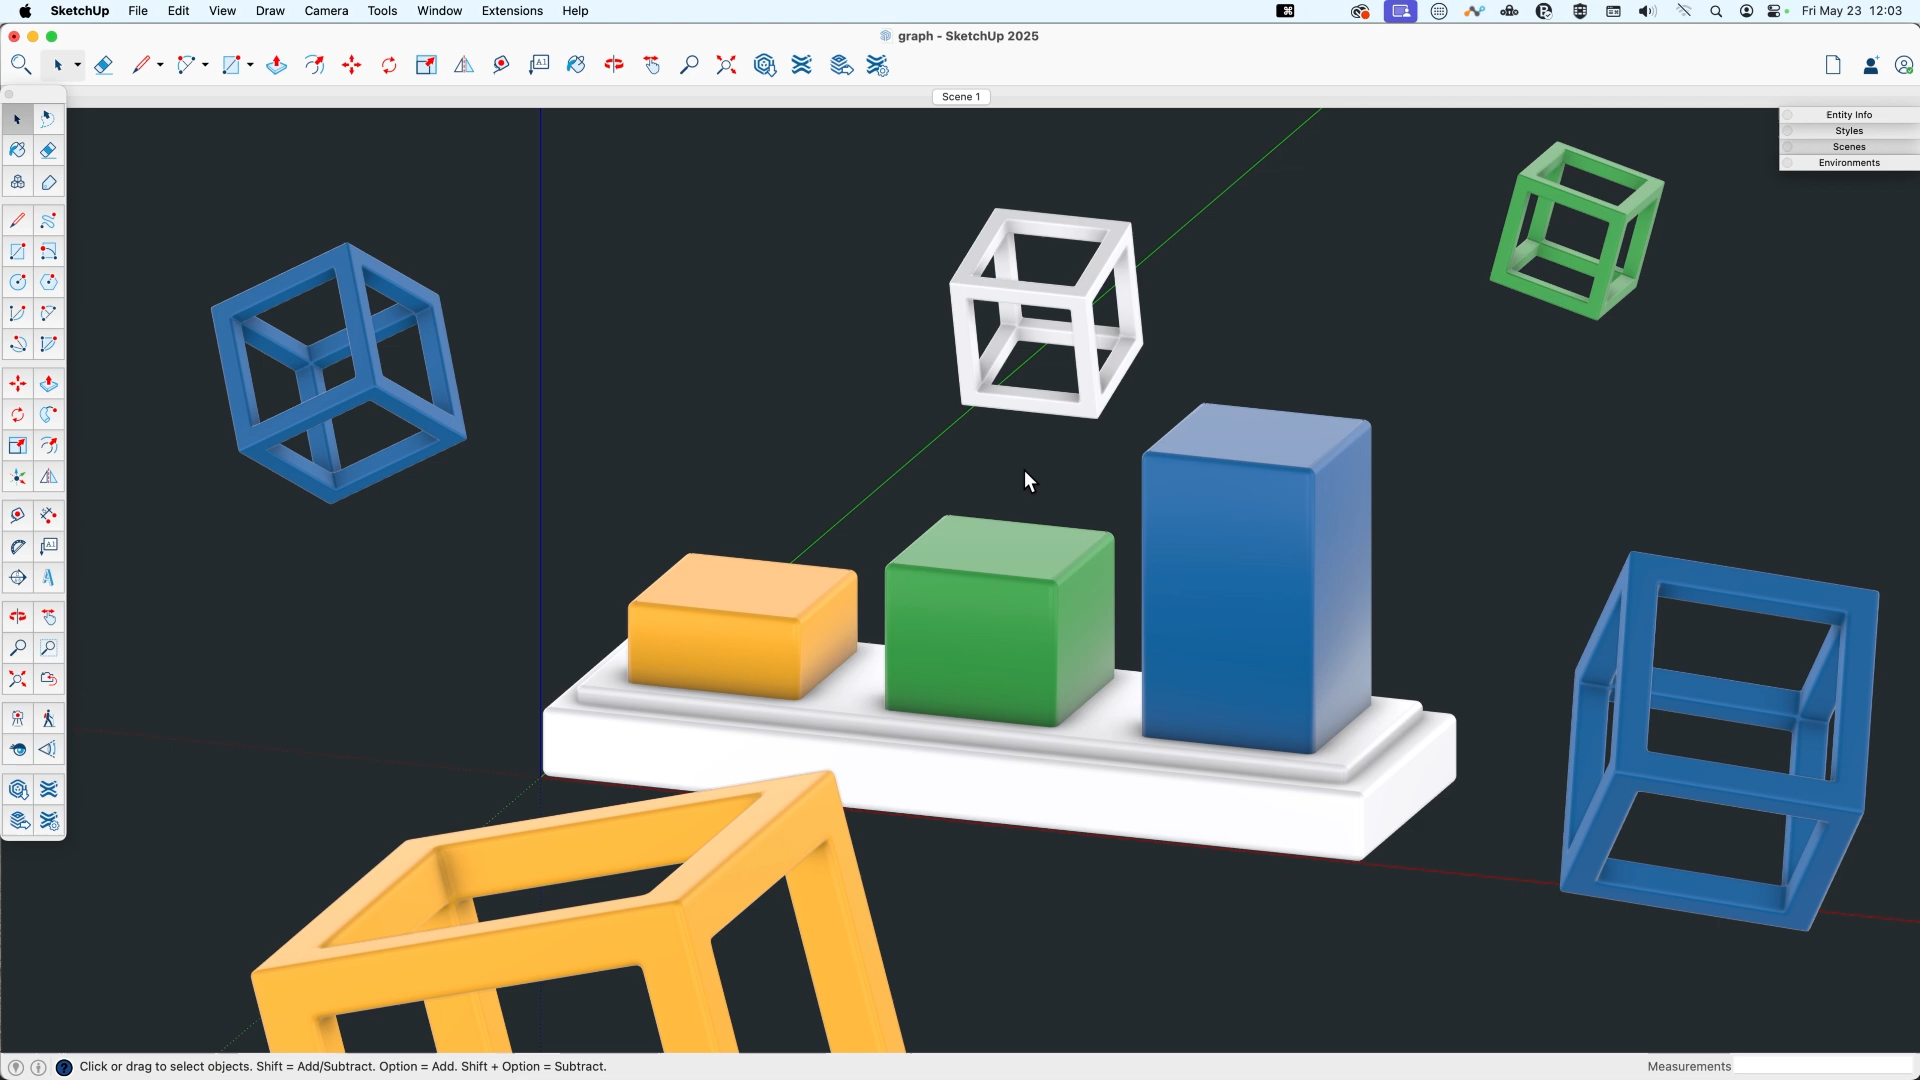 SketchUp File Edit View Draw Camera Tools Window Extensions Help
Fri May 23 12:03
graph - SketchUp 2025
Scene 1
Entity Info
Styles
Scenes
Environments
Click or drag to select objects. Shift = Add/Subtract. Option = Add. Shift + Option = Subtract.
Measurements